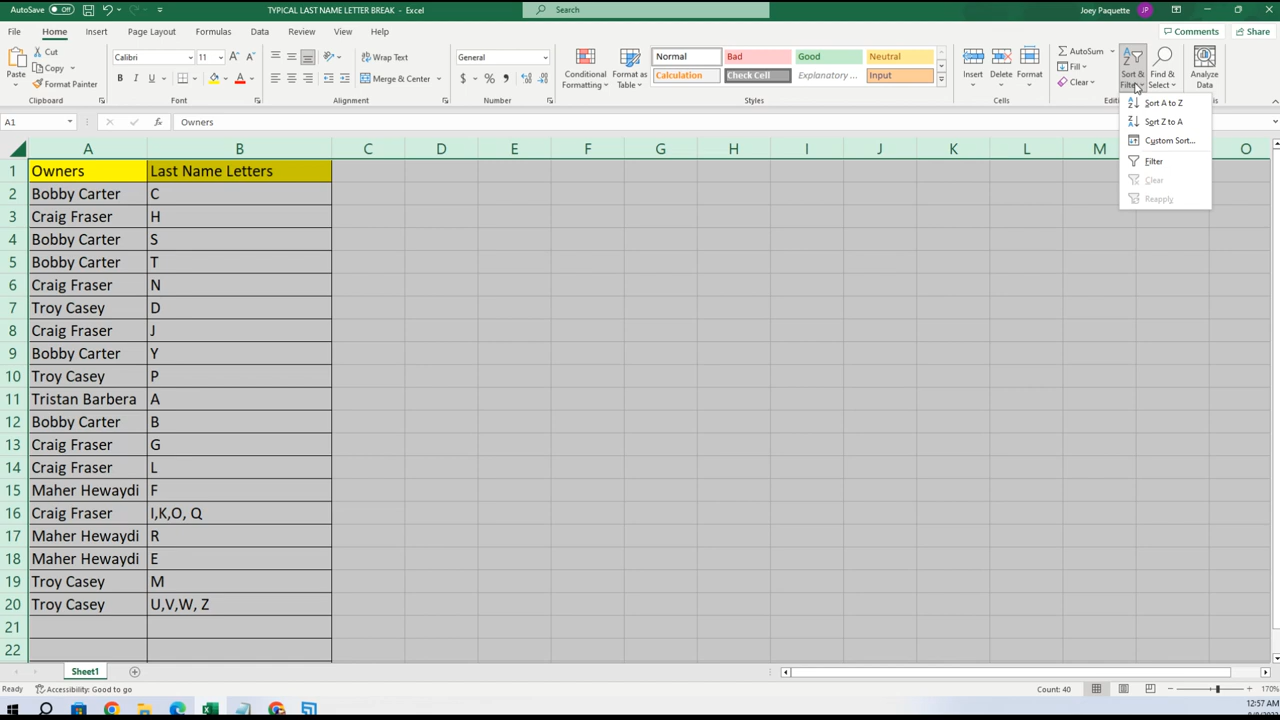 AutoSave Off TYPICAL LAST NAME LETTER BREAK - Excel Search Joey Paquette JP
File Home Insert Page Layout Formulas Data Review View Help Comments Share
Paste Cut Copy Format Painter Clipboard
Calibri 11 B I U Font
Wrap Text Merge & Center Alignment
General $ % Number
Conditional Formatting Format as Table
Normal Bad Good Neutral
Calculation Check Cell Explanatory ... Input
Styles
Insert Delete Format Cells
AutoSum Fill Clear
Sort & Filter Find & Select Analyze Data
Sort A to Z
Sort Z to A
Custom Sort...
Filter
Clear
Reapply
A1 fx Owners
A B C D E F G H I J K L M O
1 Owners Last Name Letters
2 Bobby Carter C
3 Craig Fraser H
4 Bobby Carter S
5 Bobby Carter T
6 Craig Fraser N
7 Troy Casey D
8 Craig Fraser J
9 Bobby Carter Y
10 Troy Casey P
11 Tristan Barbera A
12 Bobby Carter B
13 Craig Fraser G
14 Craig Fraser L
15 Maher Hewaydi F
16 Craig Fraser I,K,O, Q
17 Maher Hewaydi R
18 Maher Hewaydi E
19 Troy Casey M
20 Troy Casey U,V,W, Z
21
22
Sheet1
Ready Accessibility: Good to go Count: 40 170%
12:57 AM